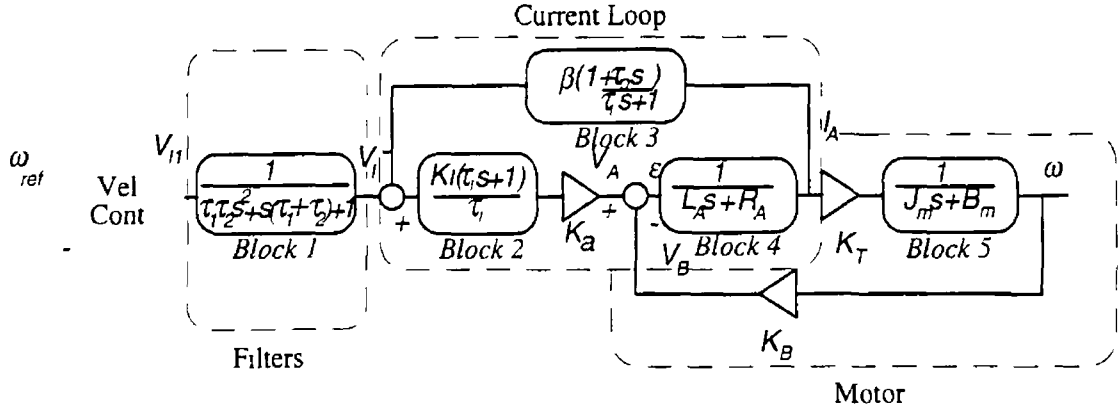 Current Loop
β(1+τ₂s)
τ₁s+1
Block 3
V_I1
V_I
V_A
I_A
ω_ref
Vel
Cont
-
1
τ₁τ₂s²+s(τ₁+τ₂)+1
Block 1
+
K_I(τ_I s+1)
τ_I
Block 2
K_a
+
-
ε
1
L_A s+R_A
Block 4
V_B
K_T
1
J_m s+B_m
Block 5
ω
K_B
Filters
Motor